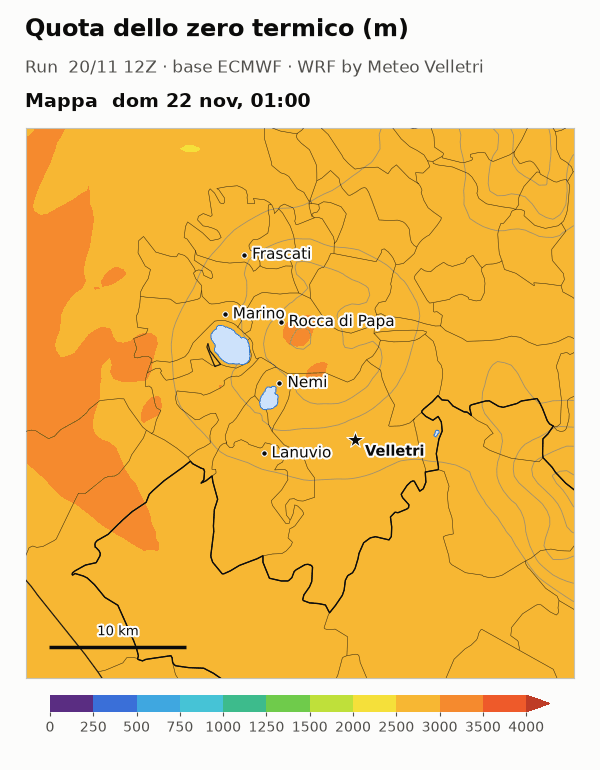 Quota dello zero termico (m)
Run  20/11 12Z · base ECMWF · WRF by Meteo Velletri
Mappa  dom 22 nov, 01:00
Frascati
Marino
Rocca di Papa
Nemi
Velletri
Lanuvio
10 km
0 250 500 750 1000 1250 1500 2000 2500 3000 3500 4000